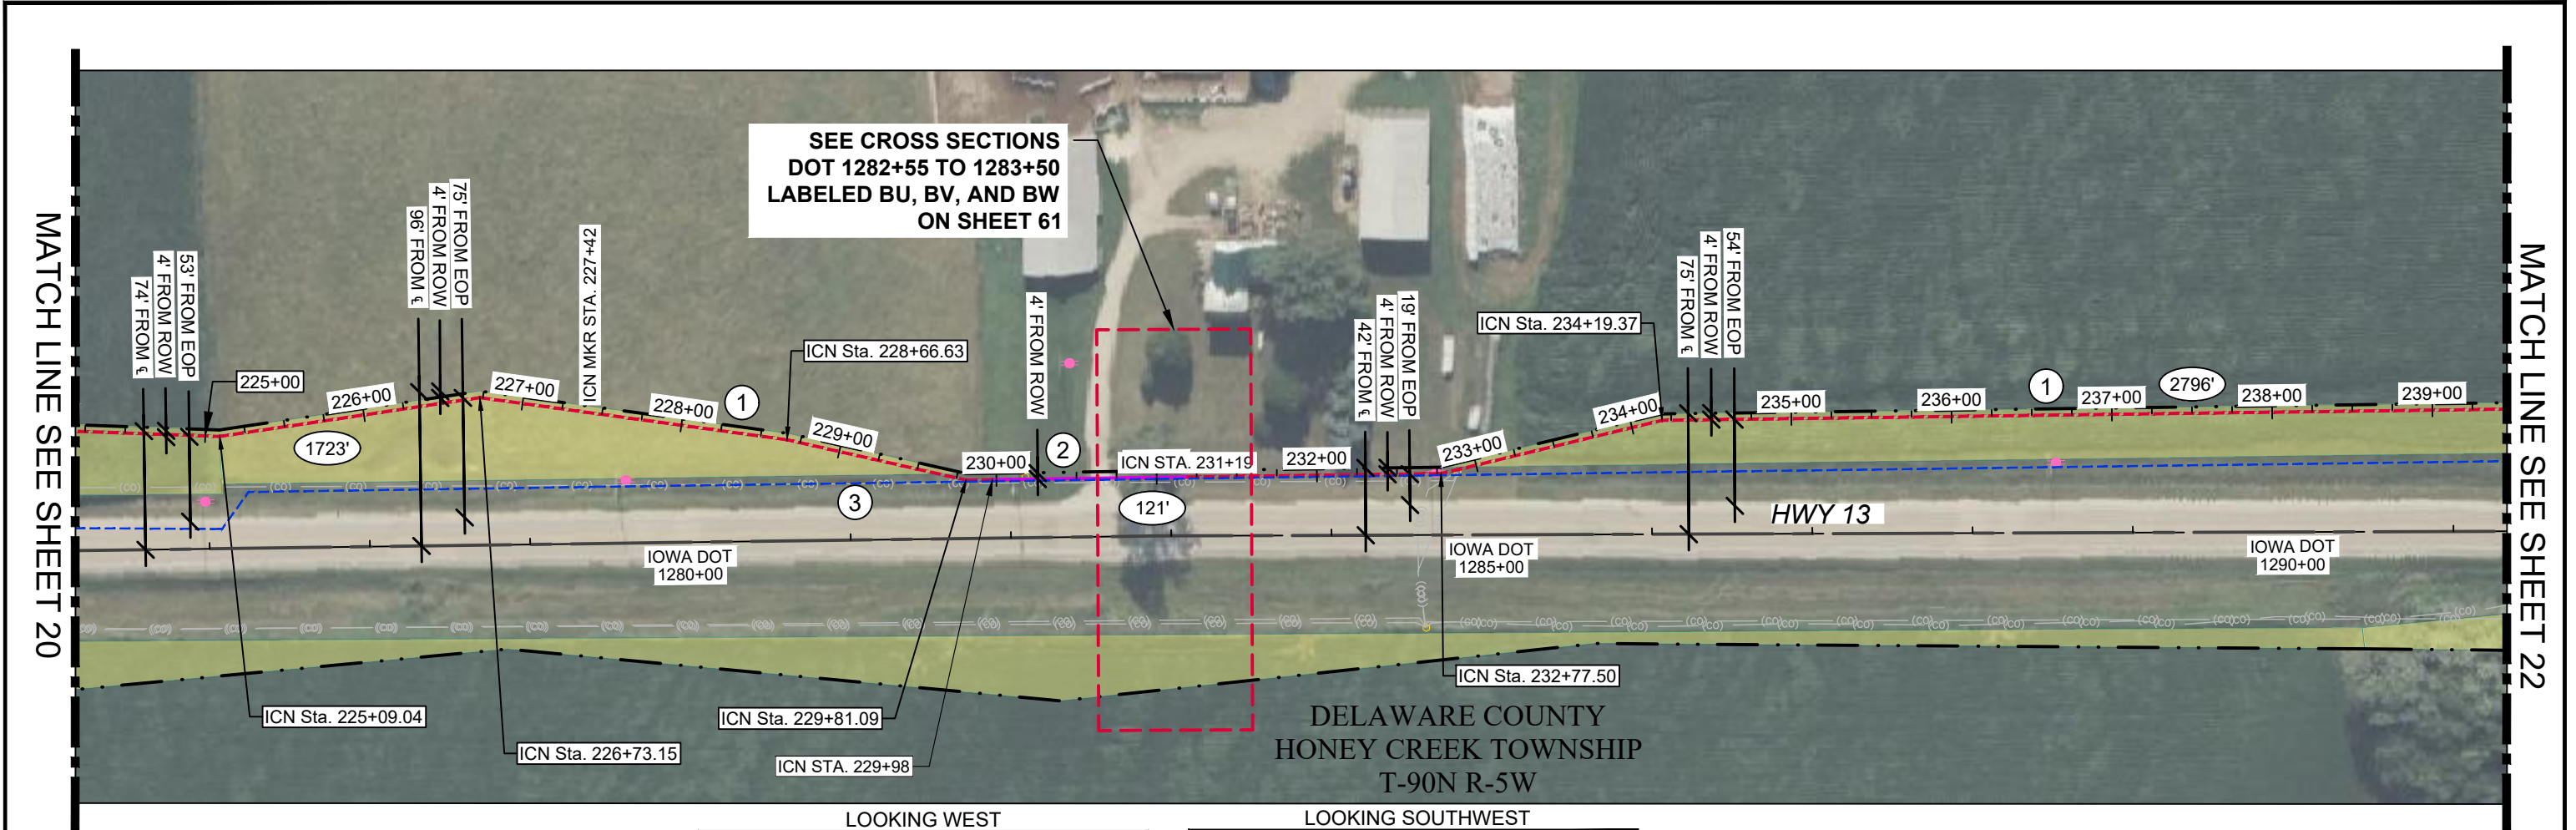 SEE CROSS SECTIONS
DOT 1282+55 TO 1283+50
LABELED BU, BV, AND BW
ON SHEET 61
MATCH LINE SEE SHEET 20
MATCH LINE SEE SHEET 22
74' FROM ℄
4' FROM ROW
53' FROM EOP
225+00
226+00
1723'
96' FROM ℄
4' FROM ROW
75' FROM EOP
227+00
ICN MKR STA. 227+42
228+00
1
ICN Sta. 228+66.63
229+00
230+00
4' FROM ROW
2
ICN STA. 231+19
232+00
42' FROM ℄
4' FROM ROW
19' FROM EOP
233+00
ICN Sta. 234+19.37
234+00
75' FROM ℄
4' FROM ROW
54' FROM EOP
235+00
236+00
1
237+00
2796'
238+00
239+00
3
121'
HWY 13
IOWA DOT
1280+00
IOWA DOT
1285+00
IOWA DOT
1290+00
ICN Sta. 225+09.04
ICN Sta. 226+73.15
ICN Sta. 229+81.09
ICN STA. 229+98
ICN Sta. 232+77.50
DELAWARE COUNTY
HONEY CREEK TOWNSHIP
T-90N R-5W
LOOKING WEST
LOOKING SOUTHWEST